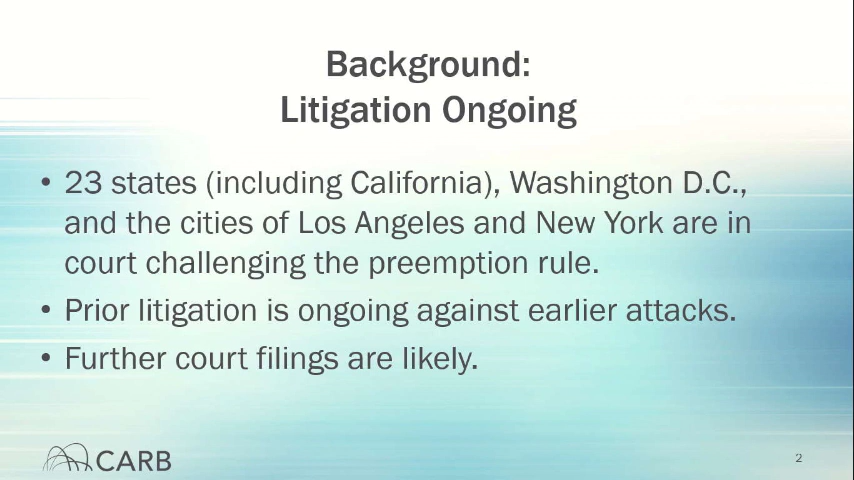 Background:
Litigation Ongoing
• 23 states (including California), Washington D.C.,
and the cities of Los Angeles and New York are in
court challenging the preemption rule.
• Prior litigation is ongoing against earlier attacks.
• Further court filings are likely.
CARB
2